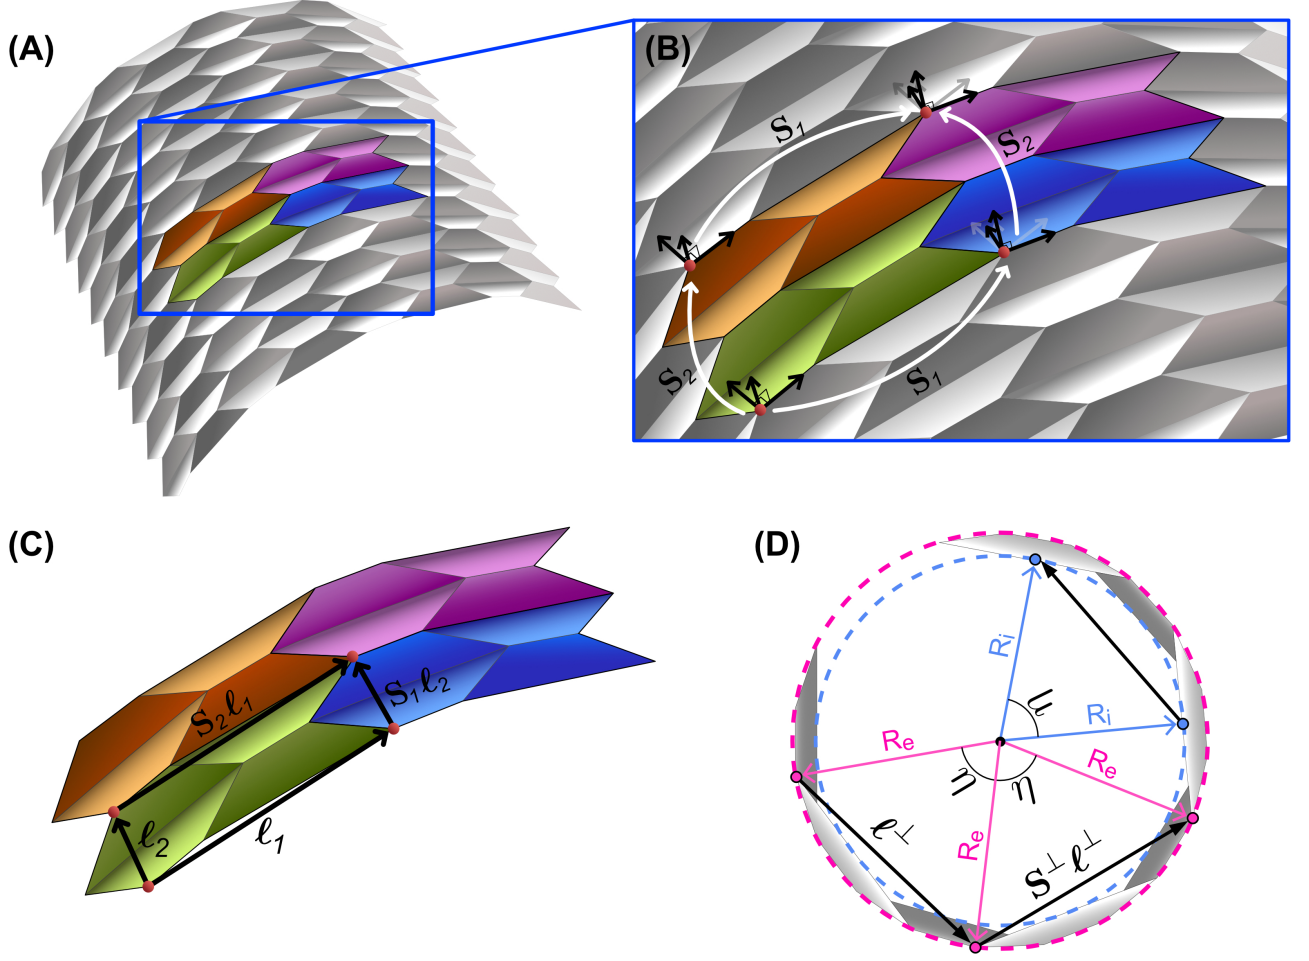 (A)
(B)
S₁
S₂
S₂
S₁
(C)
S₂ℓ₁
S₁ℓ₂
ℓ₂
ℓ₁
(D)
Rᵢ
η
Rᵢ
Rₑ
Rₑ
η
η
Rₑ
ℓ⊥
S⊥ℓ⊥